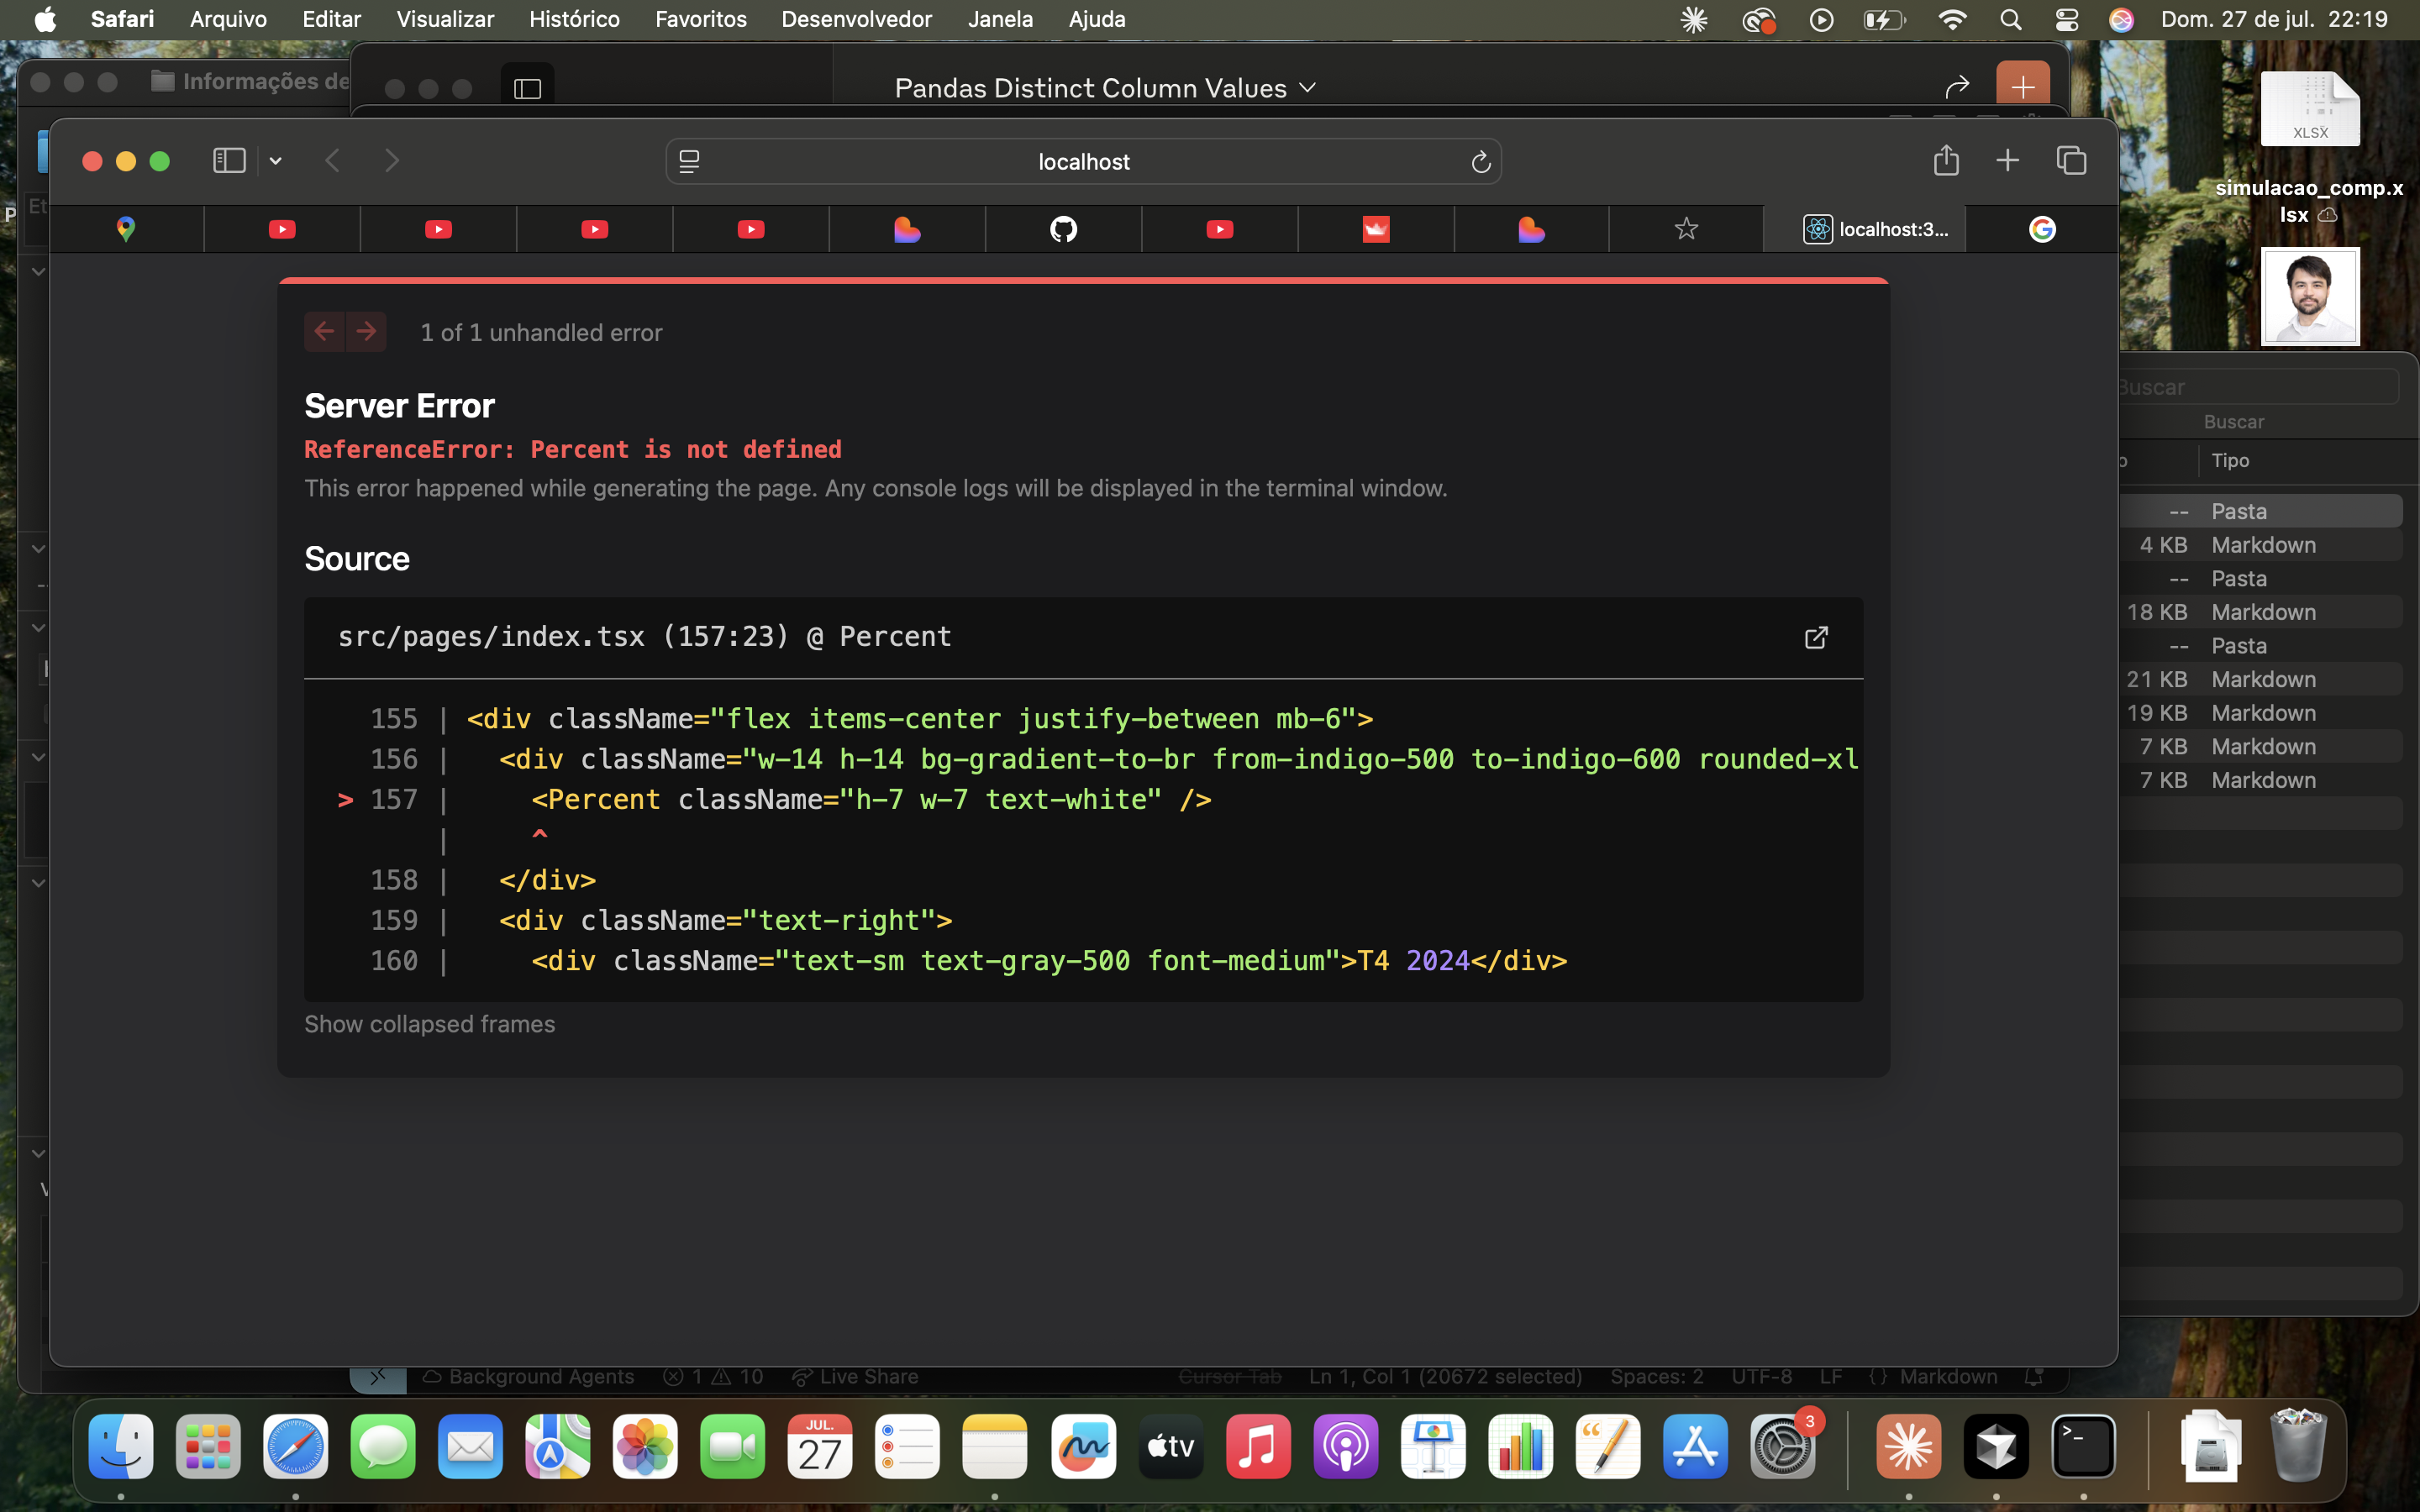 Safari Arquivo Editar Visualizar Histórico Favoritos Desenvolvedor Janela Ajuda Dom. 27 de jul. 22:19
Informações de
Pandas Distinct Column Values
XLSX
localhost
simulacao_comp.x
lsx
P
Et
localhost:3...
1 of 1 unhandled error
Server Error
ReferenceError: Percent is not defined
This error happened while generating the page. Any console logs will be displayed in the terminal window.
Source
src/pages/index.tsx (157:23) @ Percent
155 | <div className="flex items-center justify-between mb-6">
156 | <div className="w-14 h-14 bg-gradient-to-br from-indigo-500 to-indigo-600 rounded-xl
> 157 | <Percent className="h-7 w-7 text-white" />
| ^
158 | </div>
159 | <div className="text-right">
160 | <div className="text-sm text-gray-500 font-medium">T4 2024</div>
Show collapsed frames
Buscar
Buscar
o Tipo
-- Pasta
4 KB Markdown
-- Pasta
18 KB Markdown
-- Pasta
21 KB Markdown
19 KB Markdown
7 KB Markdown
7 KB Markdown
Background Agents 1 10 Live Share Cursor Tab Ln 1, Col 1 (20672 selected) Spaces: 2 UTF-8 LF {} Markdown
JUL.
27
tv
3